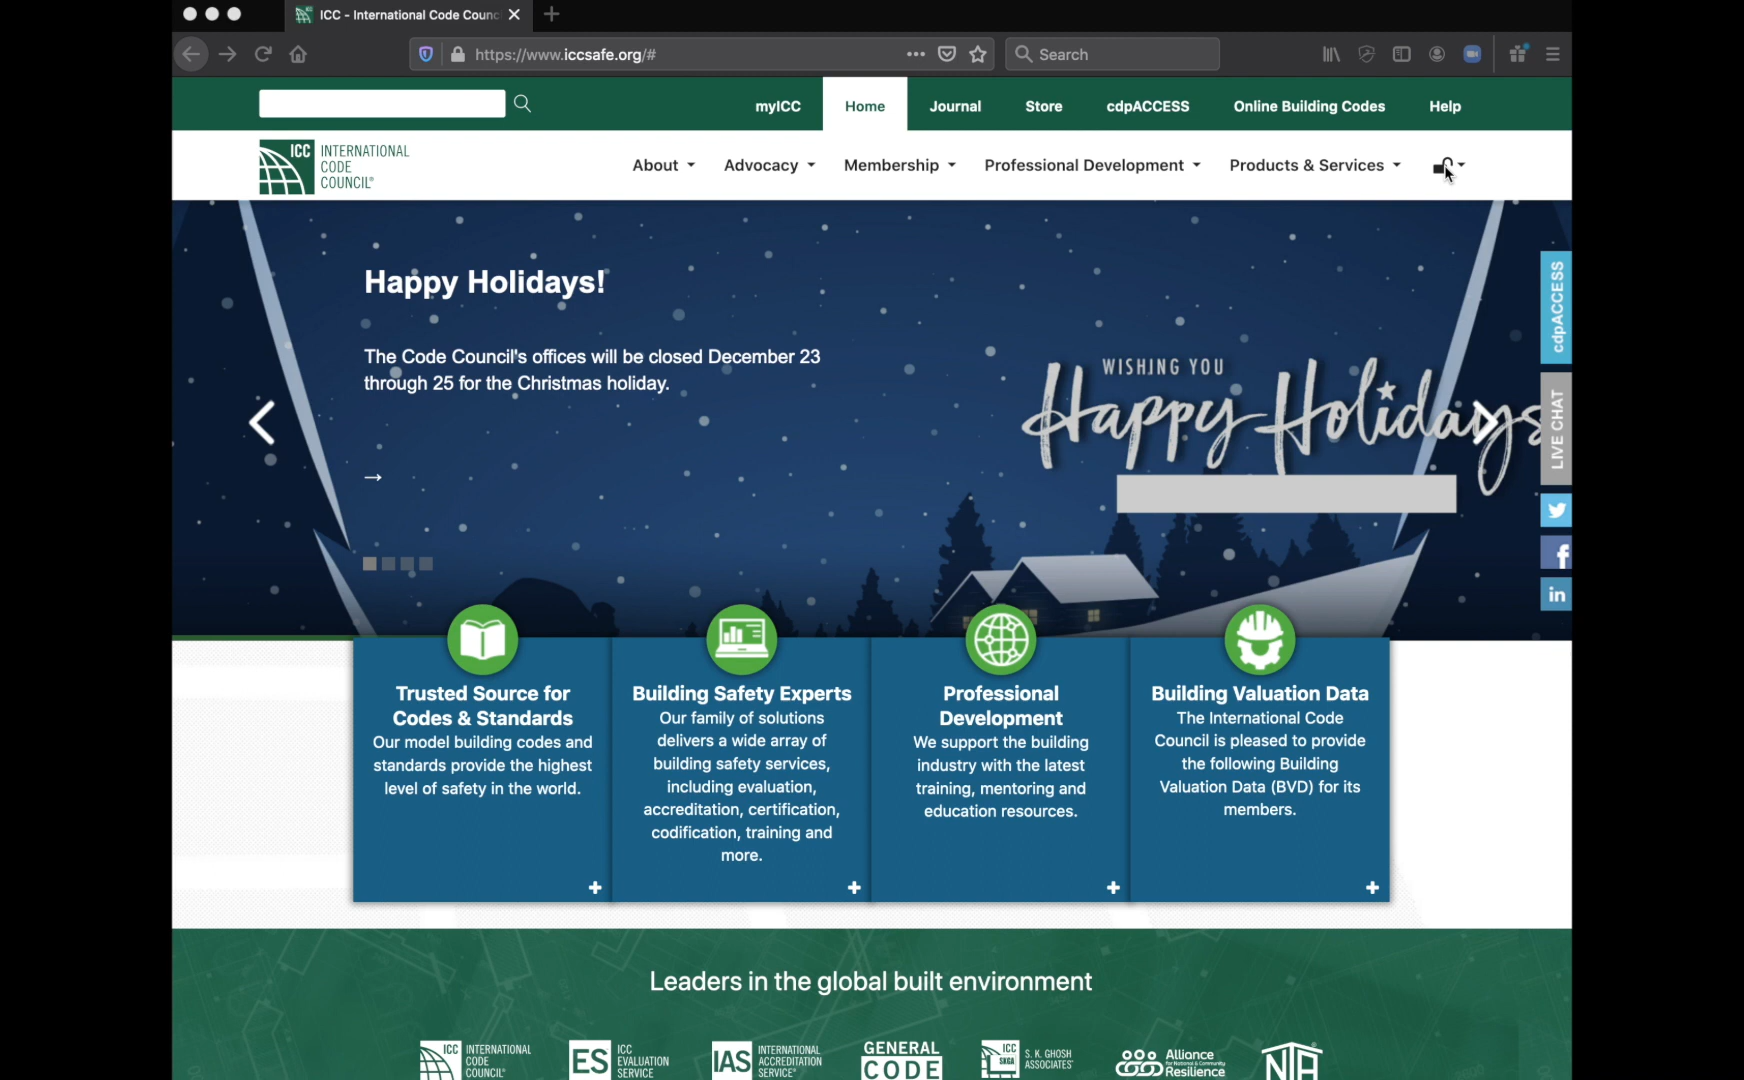 ICC - International Code Counc
https://www.iccsafe.org/#
Search
myICC
Home
Journal
Store
cdpACCESS
Online Building Codes
Help
ICC INTERNATIONAL
CODE
COUNCIL®
About
Advocacy
Membership
Professional Development
Products & Services
Happy Holidays!
The Code Council's offices will be closed December 23
through 25 for the Christmas holiday.
→
WISHING YOU
Happy Holidays
cdpACCESS
LIVE CHAT
Trusted Source for
Codes & Standards
Our model building codes and
standards provide the highest
level of safety in the world.
Building Safety Experts
Our family of solutions
delivers a wide array of
building safety services,
including evaluation,
accreditation, certification,
codification, training and
more.
Professional
Development
We support the building
industry with the latest
training, mentoring and
education resources.
Building Valuation Data
The International Code
Council is pleased to provide
the following Building
Valuation Data (BVD) for its
members.
Leaders in the global built environment
ICC INTERNATIONAL
CODE
COUNCIL®
ES ICC
EVALUATION
SERVICE
IAS INTERNATIONAL
ACCREDITATION
SERVICE®
GENERAL
CODE
ICC
SKGA
S. K. GHOSH
ASSOCIATES
Alliance
for National & Community
Resilience
NTA